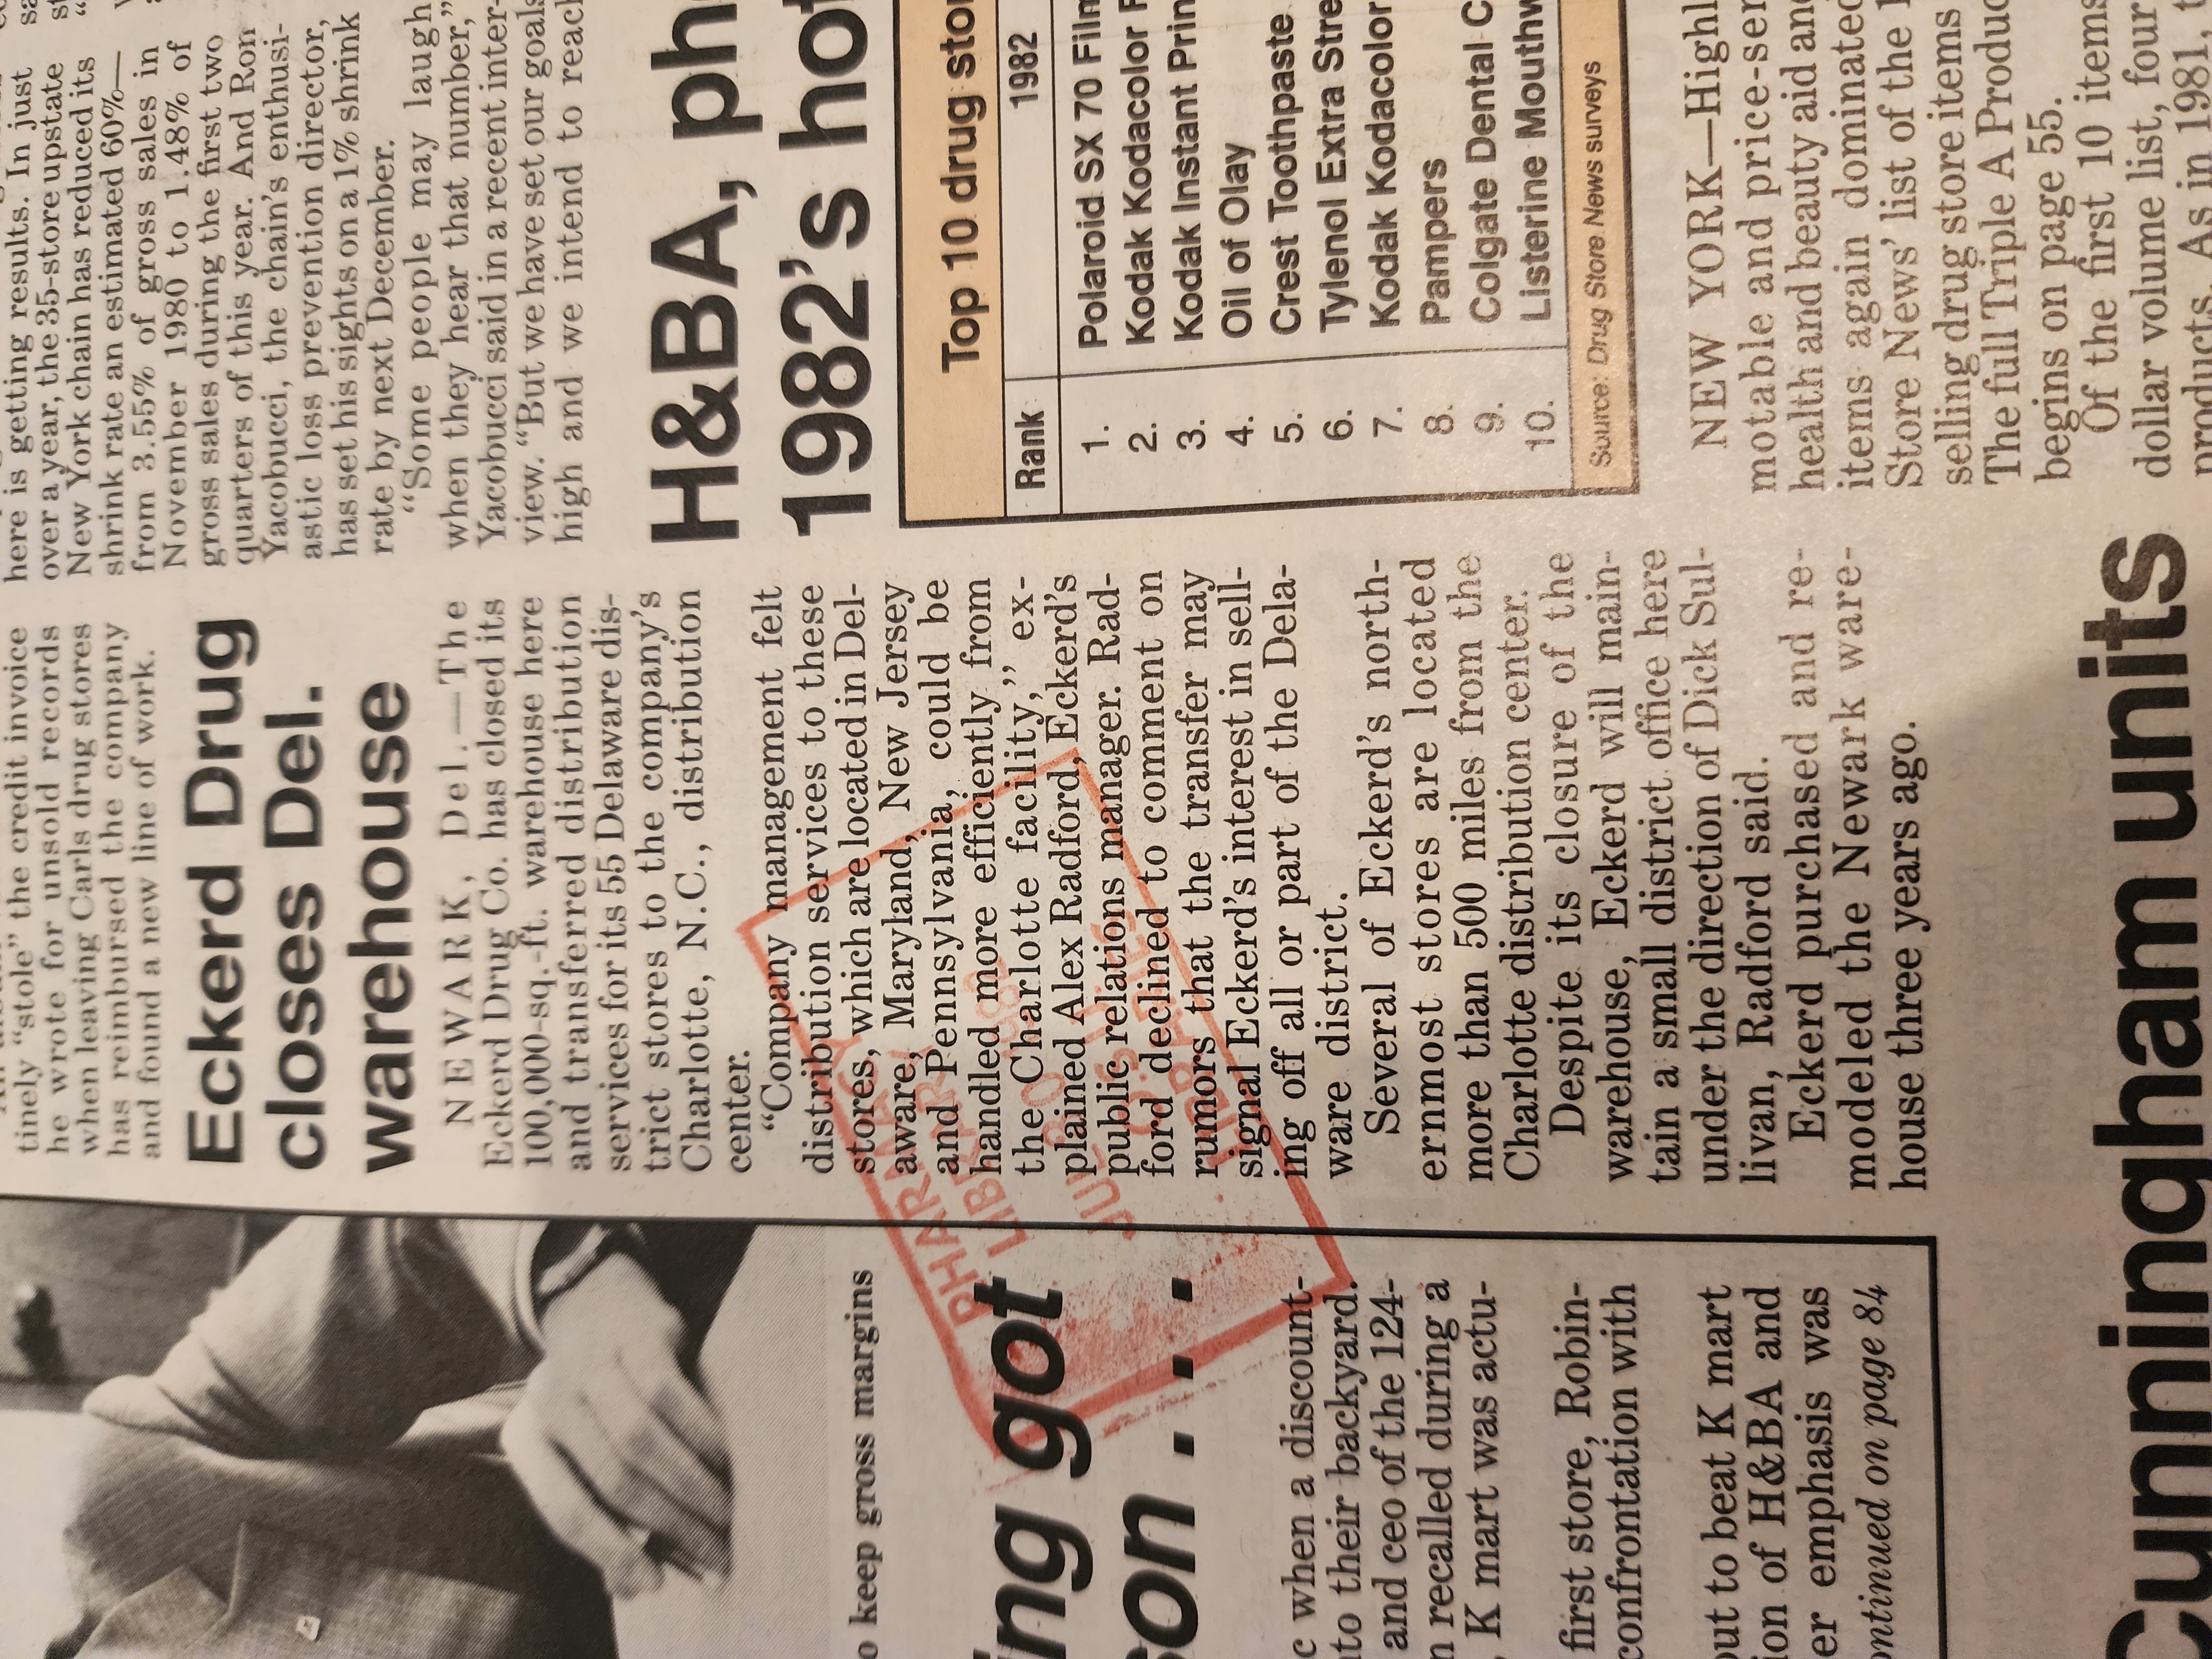 timely “stole” the credit invoice
he wrote for unsold records
when leaving Carls drug stores
has reimbursed the company
and found a new line of work.
Eckerd Drug
closes Del.
warehouse
NEWARK, Del.—The
Eckerd Drug Co. has closed its
100,000-sq.-ft. warehouse here
and transferred distribution
services for its 55 Delaware dis-
trict stores to the company’s
Charlotte, N.C., distribution
center.
“Company management felt
distribution services to these
stores, which are located in Del-
aware, Maryland, New Jersey
and Pennsylvania, could be
handled more efficiently from
the Charlotte facility,” ex-
plained Alex Radford, Eckerd’s
public relations manager. Rad-
ford declined to comment on
rumors that the transfer may
signal Eckerd’s interest in sell-
ing off all or part of the Dela-
ware district.
Several of Eckerd’s north-
ernmost stores are located
more than 500 miles from the
Charlotte distribution center.
Despite its closure of the
warehouse, Eckerd will main-
tain a small district office here
under the direction of Dick Sul-
livan, Radford said.
Eckerd purchased and re-
modeled the Newark ware-
house three years ago.
keep gross margins
got
when a discount-
their backyard.
and ceo of the 124-
recalled during a
K mart was actu-
first store, Robin-
confrontation with
to beat K mart
of H&BA and
emphasis was
on page 84
here is getting results. In just
over a year, the 35-store upstate
New York chain has reduced its
shrink rate an estimated 60%—
from 3.55% of gross sales in
November 1980 to 1.48% of
gross sales during the first two
quarters of this year. And Ron
Yacobucci, the chain’s enthusi-
astic loss prevention director,
has set his sights on a 1% shrink
rate by next December.
“Some people may laugh
when they hear that number,”
Yacobucci said in a recent inter-
view. “But we have set our goals
high and we intend to reach
H&BA,
1982’s
Top 10 drug
Rank 1982
1. Polaroid SX 70 Film
2. Kodak Kodacolor
3. Kodak Instant
4. Oil of Olay
5. Crest Toothpaste
6. Tylenol Extra
7. Kodak Kodacolor
8. Pampers
9. Colgate Dental
10. Listerine
Source: Drug Store News surveys
NEW YORK—
motable and
health and beauty aid
items again dominated
Store News’ list of the
selling drug store items
The full Triple A
begins on page 55.
Of the first 10 items
dollar volume list, four
products. As in 1981,
Cunningham units